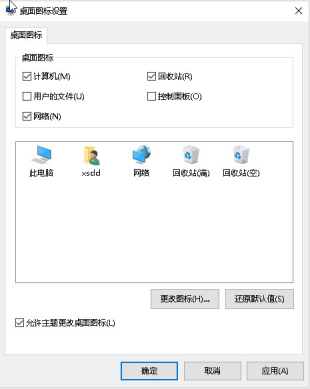 桌面图标设置
桌面图标
桌面图标
计算机(M)
回收站(R)
用户的文件(U)
控制面板(O)
网络(N)
此电脑
xsdd
网络
回收站(满)
回收站(空)
更改图标(H)...
还原默认值(S)
允许主题更改桌面图标(L)
确定
取消
应用(A)